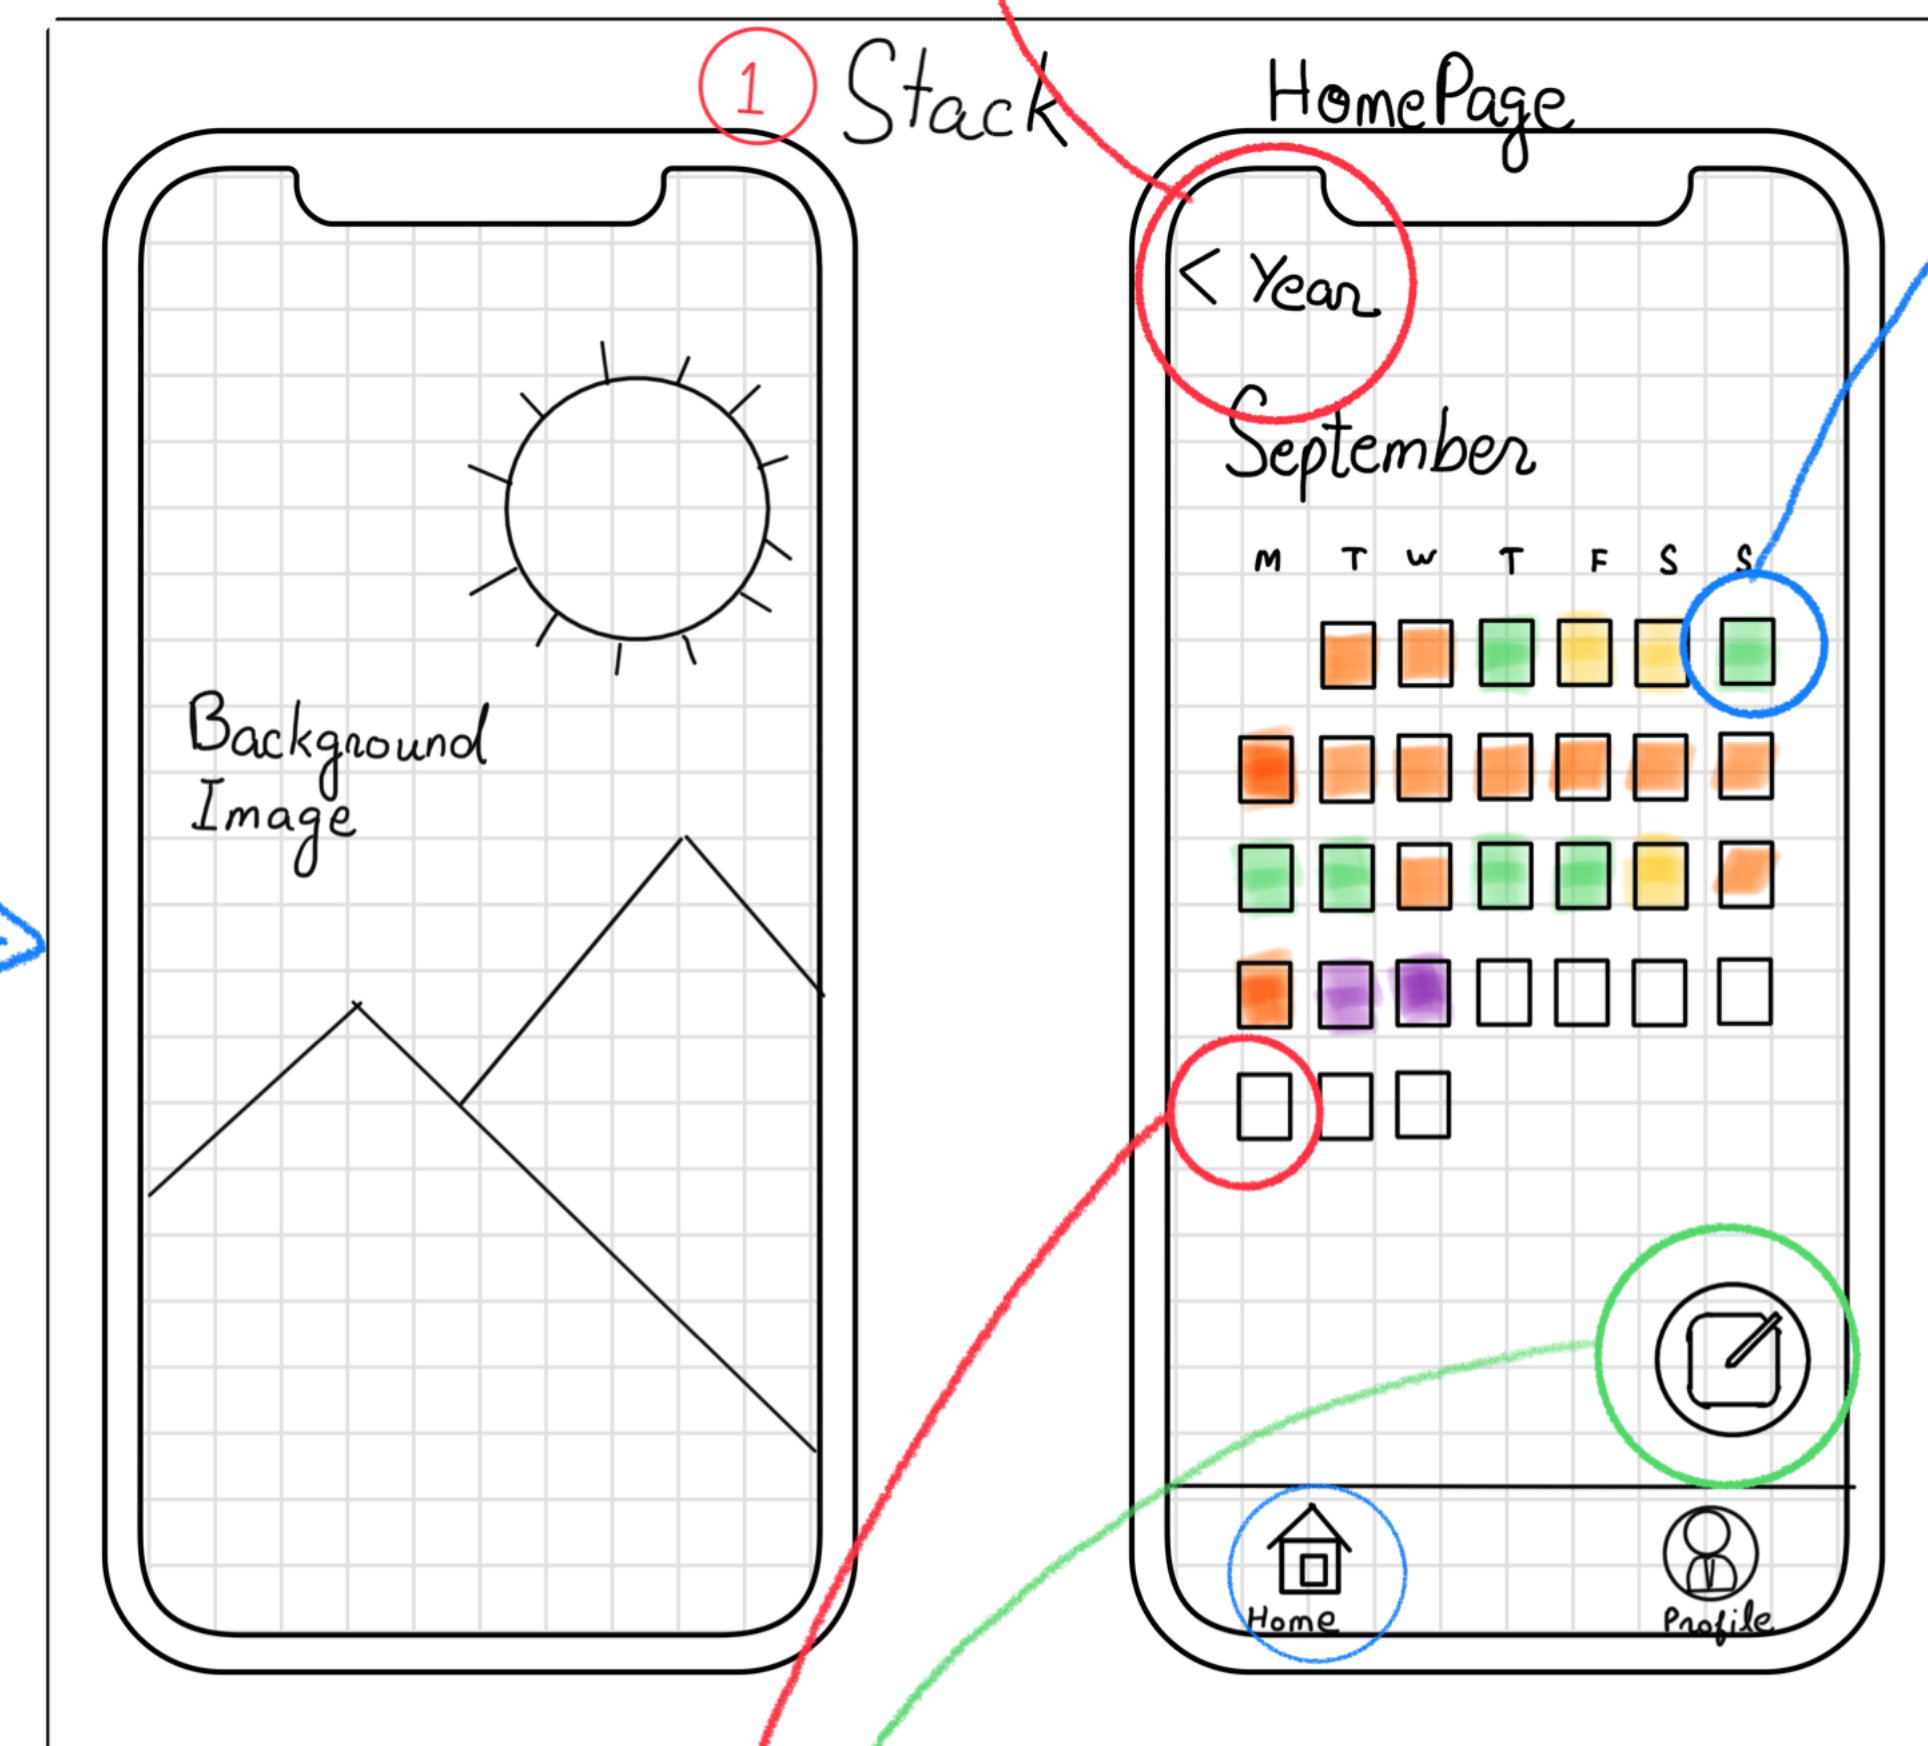 1 Stack
HomePage
< Year
September
M T W T F S S
Background
Image
Home
Profile